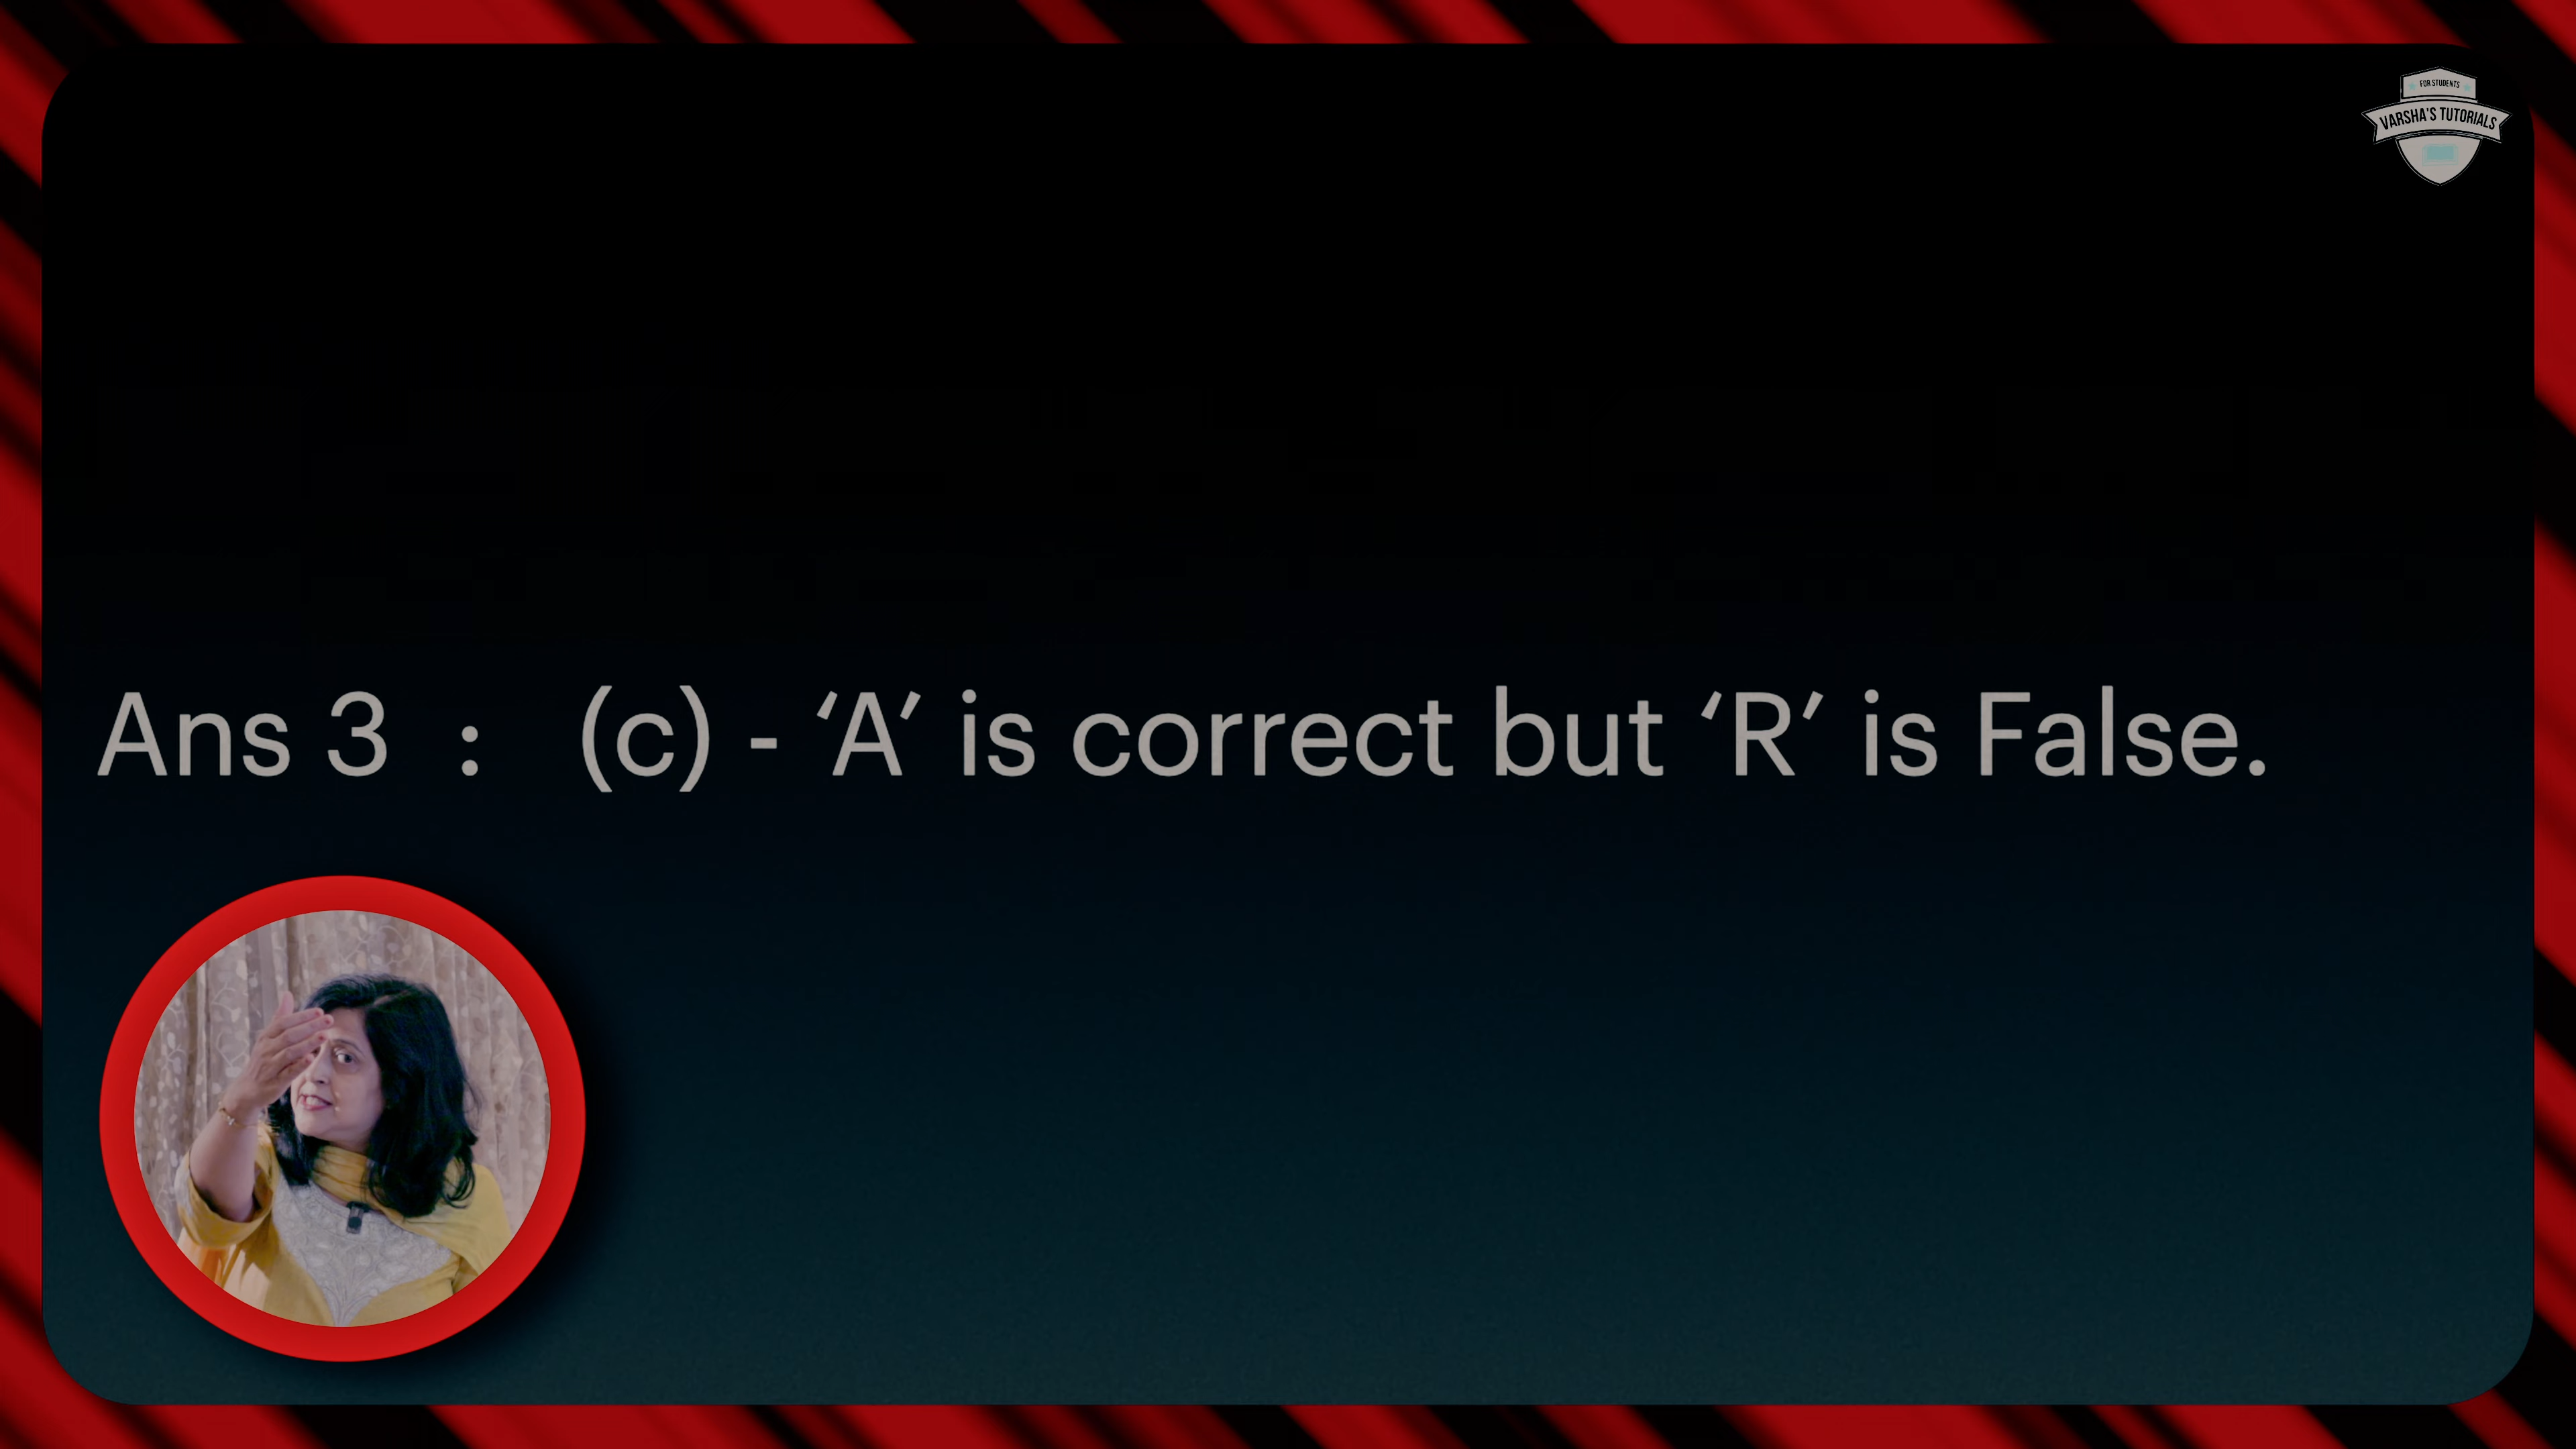 FOR STUDENTS
VARSHA'S TUTORIALS
Ans 3 : (c) - ‘A’ is correct but ‘R’ is False.